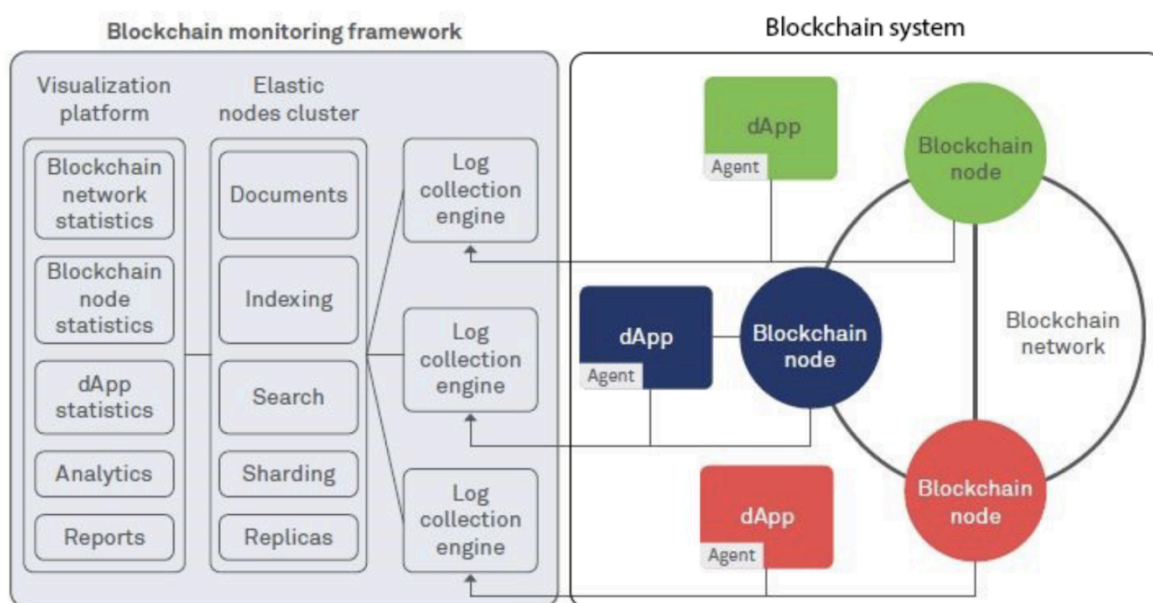 Blockchain monitoring framework
Visualization
platform
Blockchain
network
statistics
Blockchain
node
statistics
dApp
statistics
Analytics
Reports
Elastic
nodes cluster
Documents
Indexing
Search
Sharding
Replicas
Log
collection
engine
Log
collection
engine
Log
collection
engine
Blockchain system
dApp
Agent
Blockchain
node
dApp
Agent
Blockchain
node
Blockchain
network
dApp
Agent
Blockchain
node